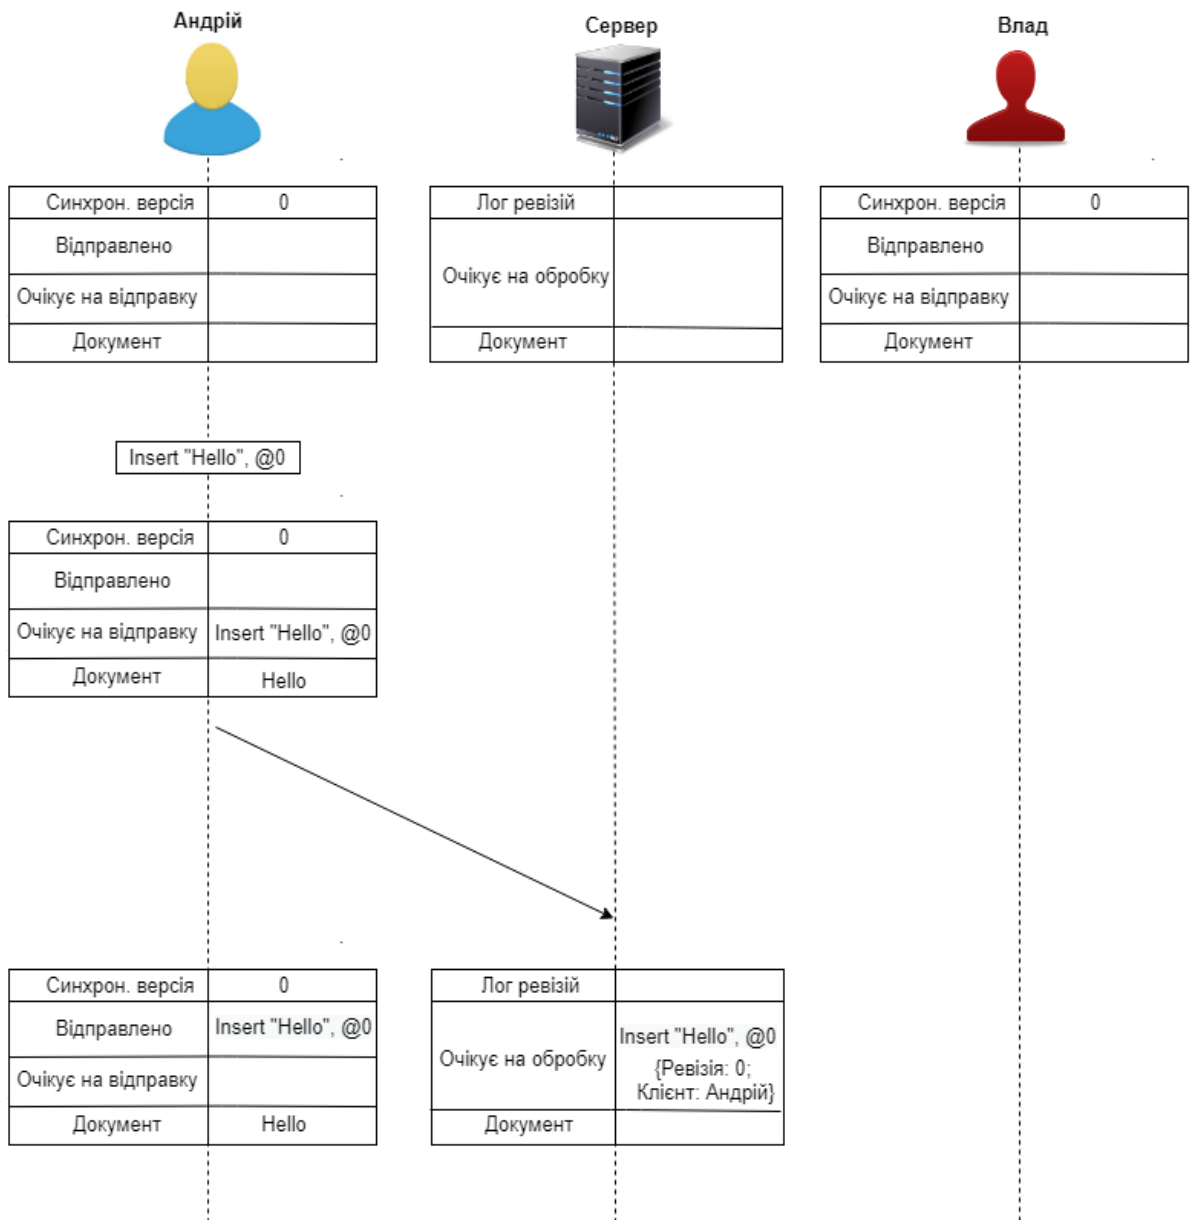 Андрій
Сервер
Влад
Синхрон. версія 0
Відправлено
Очікує на відправку
Документ
Лог ревізій
Очікує на обробку
Документ
Синхрон. версія 0
Відправлено
Очікує на відправку
Документ
Insert "Hello", @0
Синхрон. версія 0
Відправлено
Очікує на відправку Insert "Hello", @0
Документ Hello
Синхрон. версія 0
Відправлено Insert "Hello", @0
Очікує на відправку
Документ Hello
Лог ревізій
Очікує на обробку
Insert "Hello", @0
{Ревізія: 0;
Клієнт: Андрій}
Документ